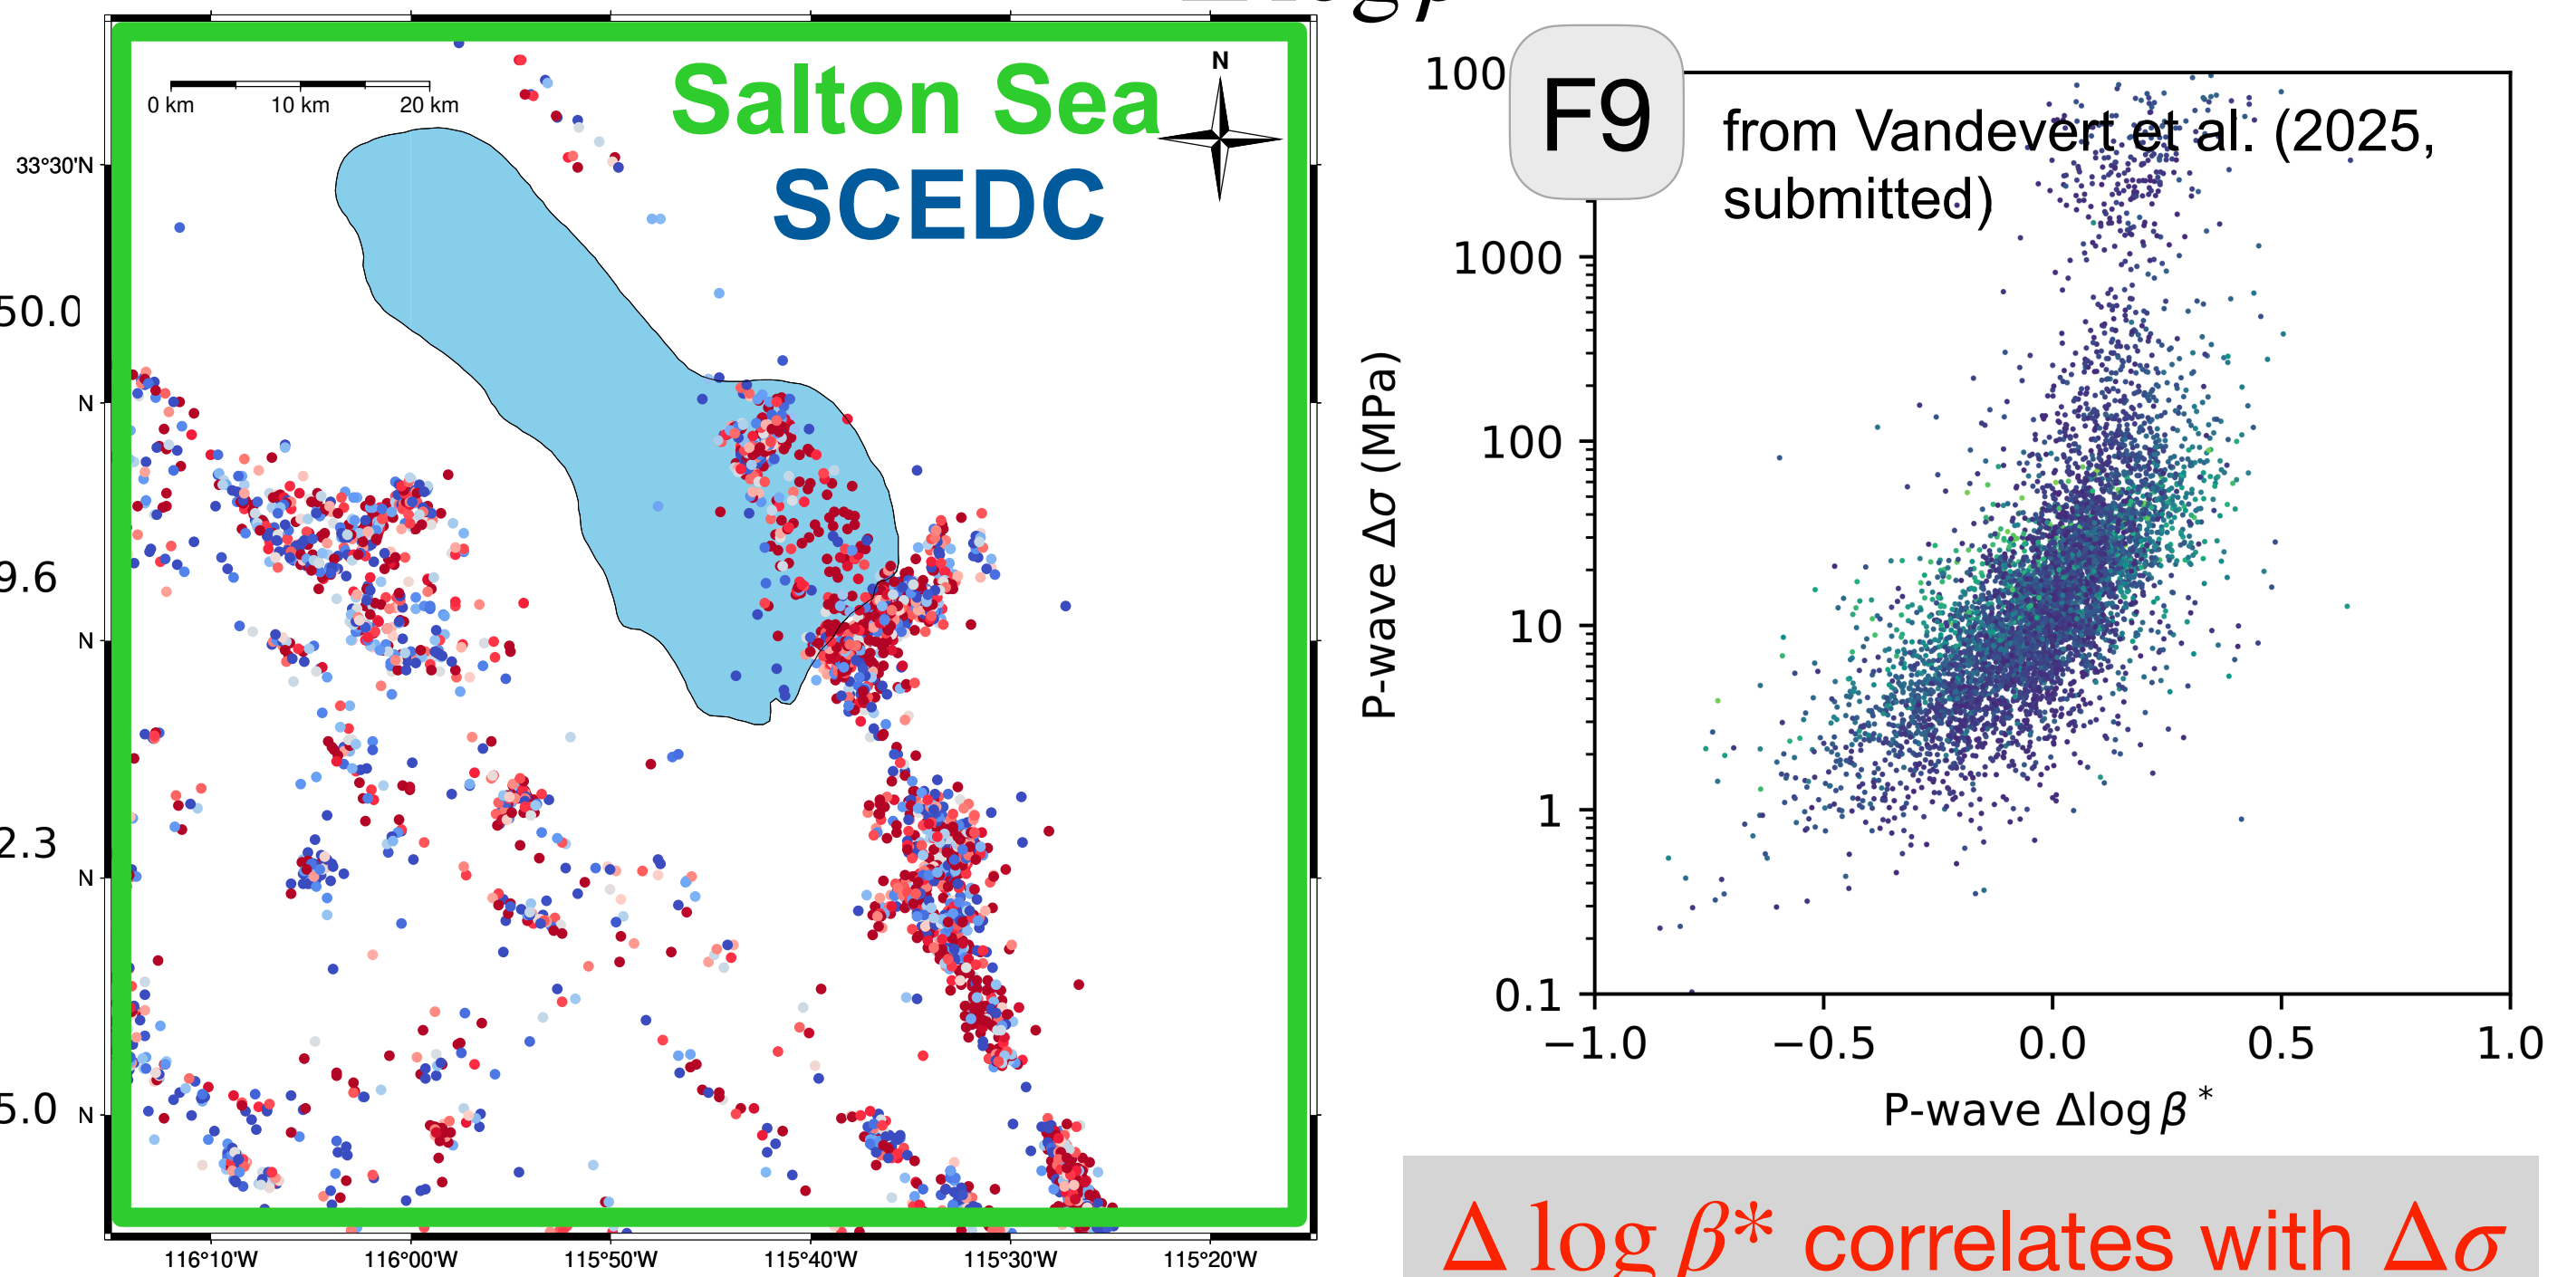 Salton Sea
SCEDC
N
0 km 10 km 20 km
33°30'N
N
N
N
N
50.0
9.6
2.3
5.0
116°10'W 116°00'W 115°50'W 115°40'W 115°30'W 115°20'W
F9
from Vandevert et al. (2025,
submitted)
100
1000
100
10
1
0.1
P-wave Δσ (MPa)
−1.0 −0.5 0.0 0.5 1.0
P-wave Δlog β*
Δ log β* correlates with Δσ